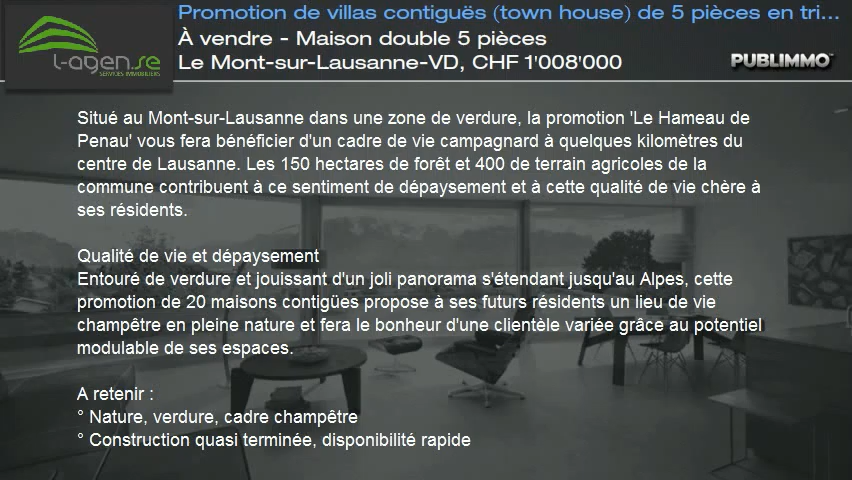 Promotion de villas contiguës (town house) de 5 pièces en tri...
À vendre - Maison double 5 pièces
Le Mont-sur-Lausanne-VD, CHF 1'008'000
l-agen.se
SERVICES IMMOBILIERS
PUBLIMMO™
Situé au Mont-sur-Lausanne dans une zone de verdure, la promotion 'Le Hameau de
Penau' vous fera bénéficier d'un cadre de vie campagnard à quelques kilomètres du
centre de Lausanne. Les 150 hectares de forêt et 400 de terrain agricoles de la
commune contribuent à ce sentiment de dépaysement et à cette qualité de vie chère à
ses résidents.
Qualité de vie et dépaysement
Entouré de verdure et jouissant d'un joli panorama s'étendant jusqu'au Alpes, cette
promotion de 20 maisons contigües propose à ses futurs résidents un lieu de vie
champêtre en pleine nature et fera le bonheur d'une clientèle variée grâce au potentiel
modulable de ses espaces.
A retenir :
° Nature, verdure, cadre champêtre
° Construction quasi terminée, disponibilité rapide